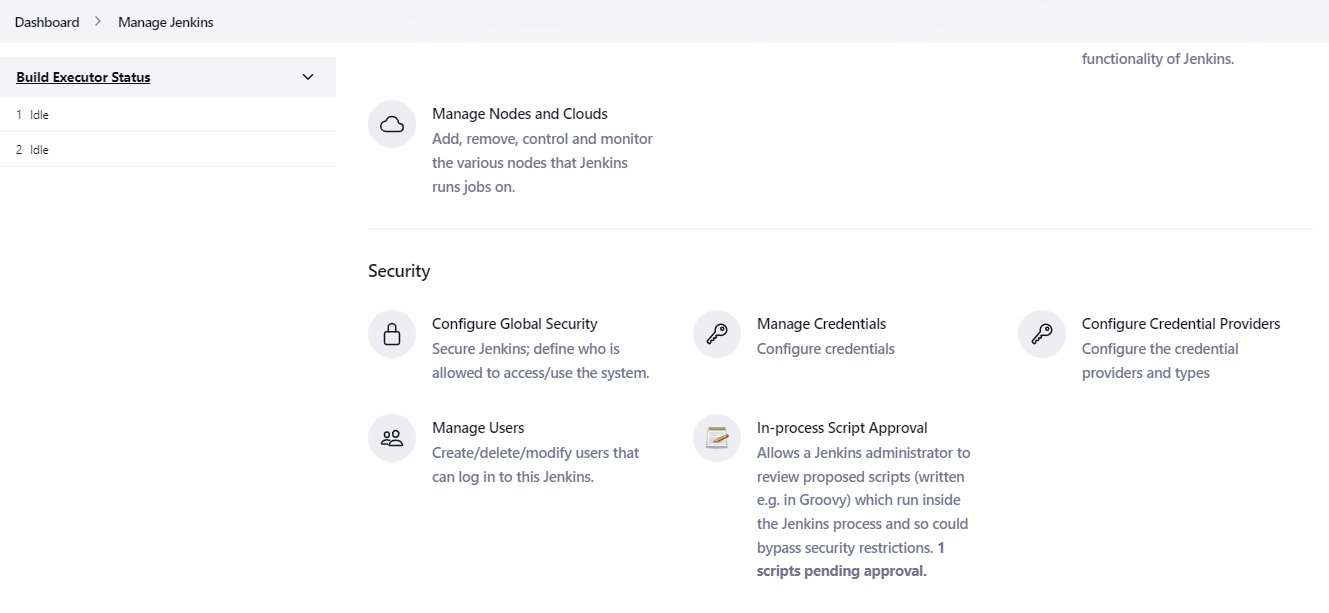 Dashboard > Manage Jenkins
Build Executor Status
1 Idle
2 Idle
functionality of Jenkins.
Manage Nodes and Clouds
Add, remove, control and monitor
the various nodes that Jenkins
runs jobs on.
Security
Configure Global Security
Secure Jenkins; define who is
allowed to access/use the system.
Manage Credentials
Configure credentials
Configure Credential Providers
Configure the credential
providers and types
Manage Users
Create/delete/modify users that
can log in to this Jenkins.
In-process Script Approval
Allows a Jenkins administrator to
review proposed scripts (written
e.g. in Groovy) which run inside
the Jenkins process and so could
bypass security restrictions. 1
scripts pending approval.